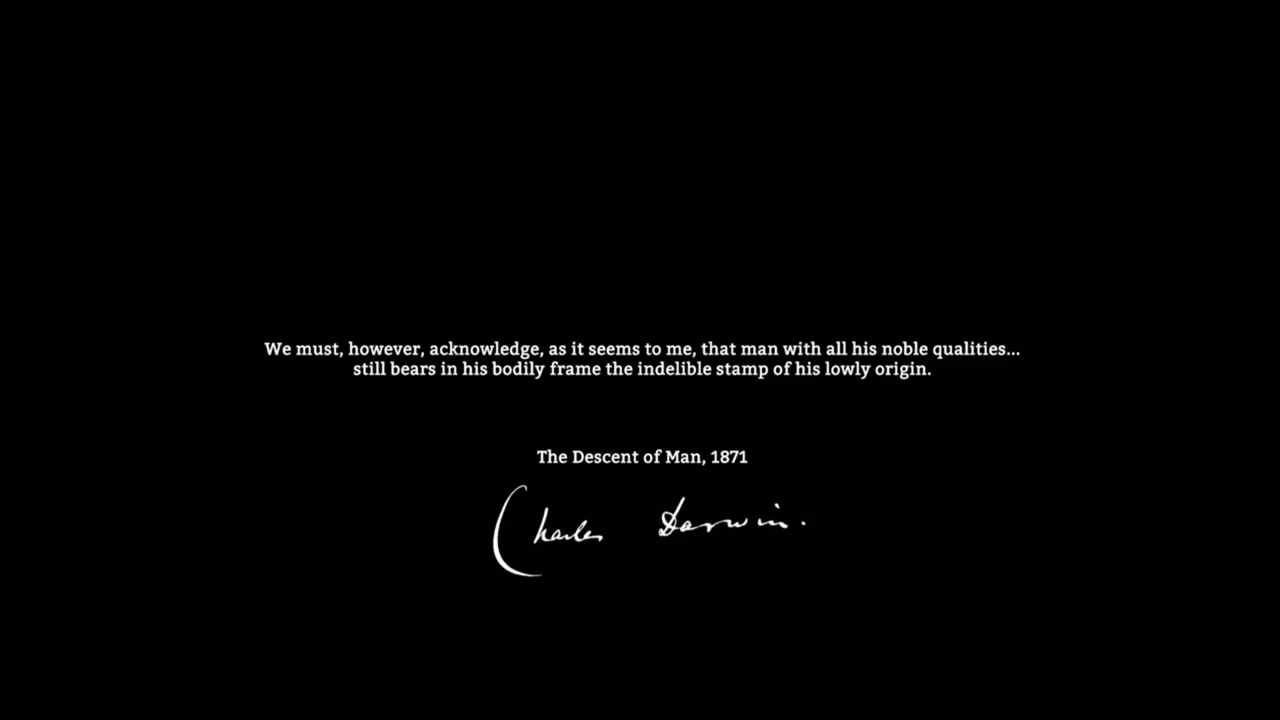 We must, however, acknowledge, as it seems to me, that man with all his noble qualities...
still bears in his bodily frame the indelible stamp of his lowly origin.
The Descent of Man, 1871
Charles Darwin.